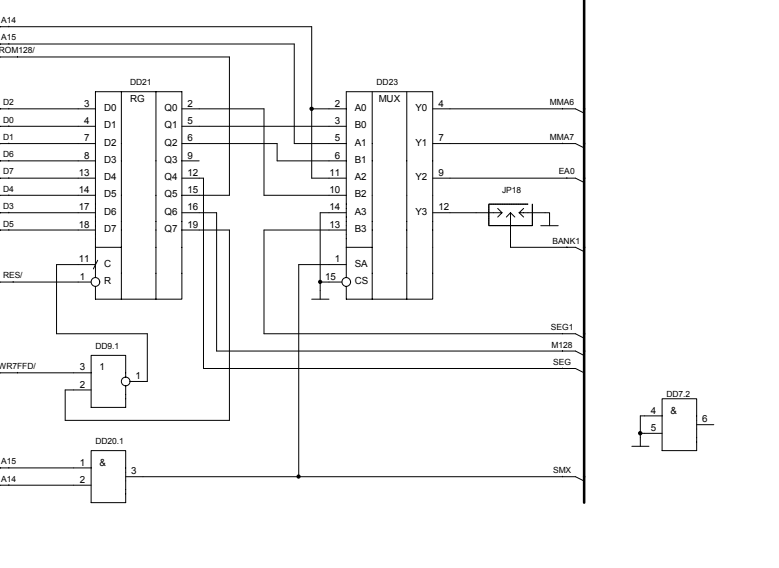 A14
A15
ROM128/
DD21
DD23
RG
MUX
D2 3 D0 Q0 2 2 A0 Y0 4 MMA6
D0 4 D1 Q1 5 3 B0
D1 7 D2 Q2 6 5 A1 Y1 7 MMA7
D6 8 D3 Q3 9 6 B1
D7 13 D4 Q4 12 11 A2 Y2 9 EA0
D4 14 D5 Q5 15 10 B2 JP18
D3 17 D6 Q6 16 14 A3 Y3 12
D5 18 D7 Q7 19 13 B3
BANK1
11 C 1 SA
RES/ 1 R 15 CS
SEG1
M128
DD9.1
SEG
WR7FFD/ 3 1
2 1
DD7.2
4 & 6
5
DD20.1
A15 1 & 3 SMX
A14 2